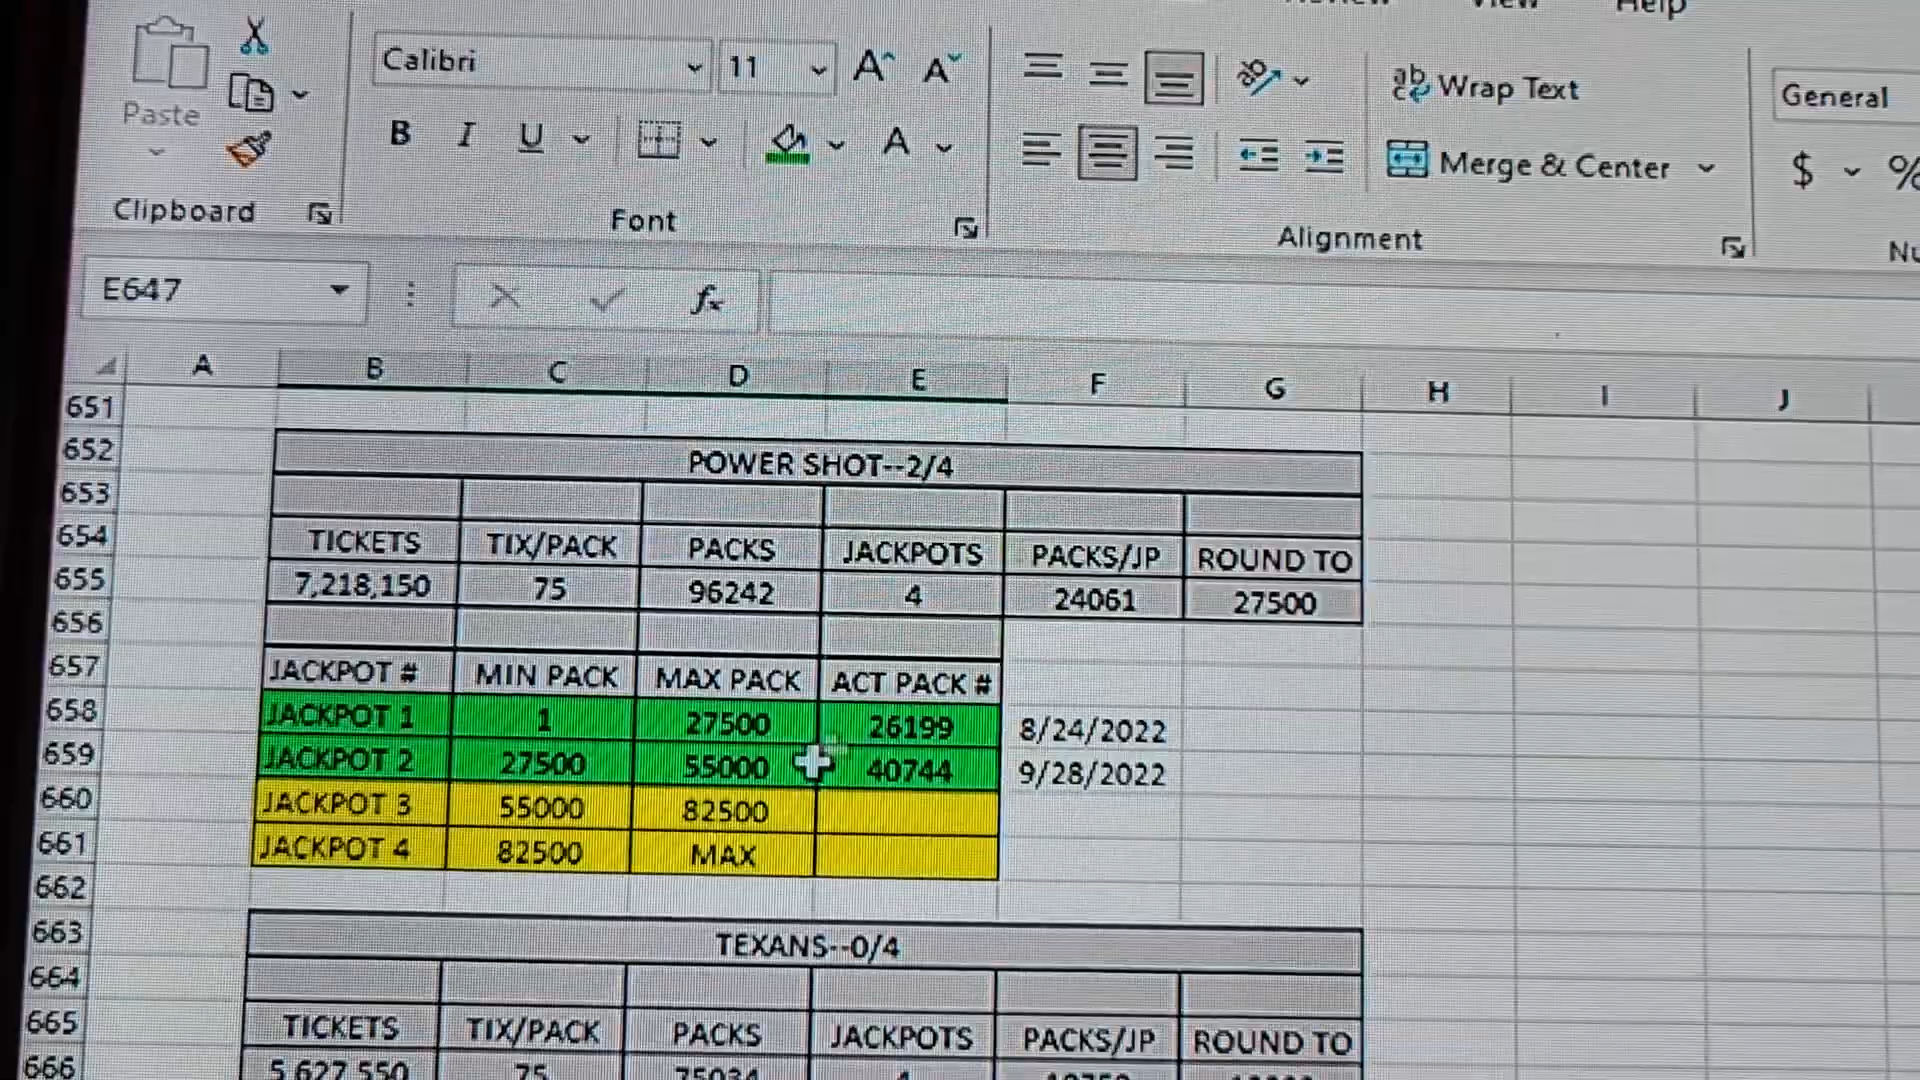 Review View Help
Calibri 11 A A
ab Wrap Text General
Paste
B I U A
Merge & Center $ %
Clipboard Font Alignment Nu
E647 fx
A B C D E F G H I J
651
652 POWER SHOT--2/4
653
654 TICKETS TIX/PACK PACKS JACKPOTS PACKS/JP ROUND TO
655 7,218,150 75 96242 4 24061 27500
656
657 JACKPOT # MIN PACK MAX PACK ACT PACK #
658 JACKPOT 1 1 27500 26199 8/24/2022
659 JACKPOT 2 27500 55000 40744 9/28/2022
660 JACKPOT 3 55000 82500
661 JACKPOT 4 82500 MAX
662
663 TEXANS--0/4
664
665 TICKETS TIX/PACK PACKS JACKPOTS PACKS/JP ROUND TO
666 5,627,550 75 75034 4